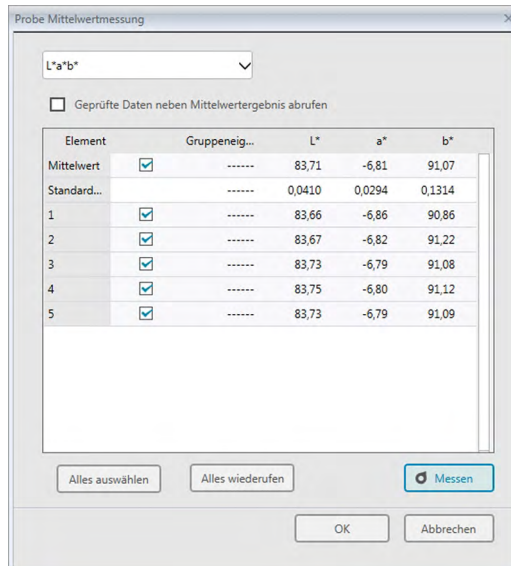 Probe Mittelwertmessung
L*a*b*
Geprüfte Daten neben Mittelwertergebnis abrufen
Element Gruppeneig... L* a* b*
Mittelwert ------ 83,71 -6,81 91,07
Standard... ------ 0,0410 0,0294 0,1314
1 ------ 83,66 -6,86 90,86
2 ------ 83,67 -6,82 91,22
3 ------ 83,73 -6,79 91,08
4 ------ 83,75 -6,80 91,12
5 ------ 83,73 -6,79 91,09
Alles auswählen Alles wiederufen Messen
OK Abbrechen